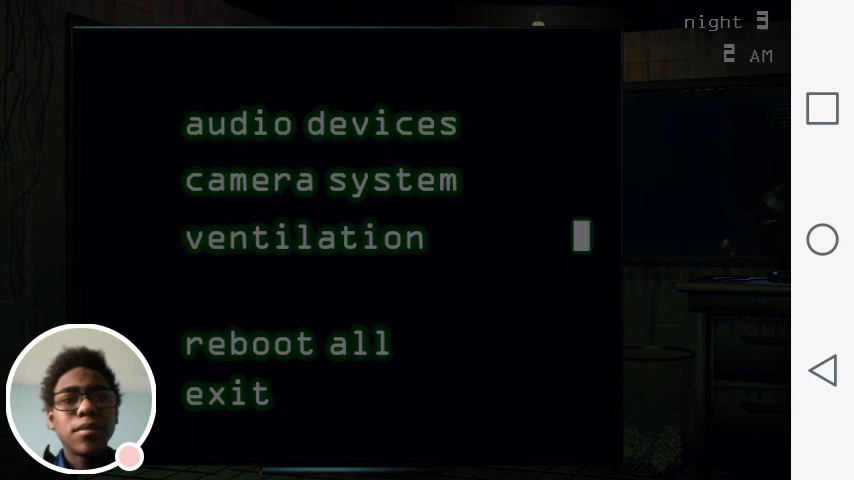 night 3
2 AM
audio devices
camera system
ventilation
reboot all
exit